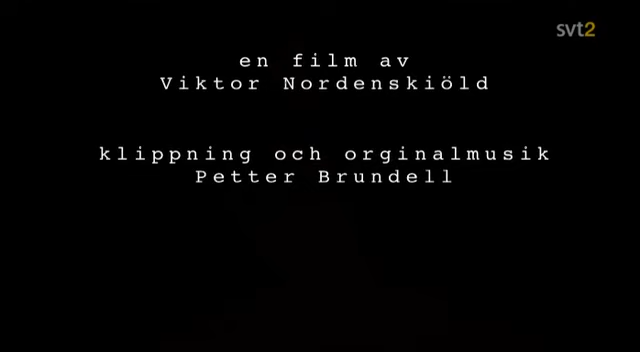 svt2
en film av
Viktor Nordenskiöld
klippning och orginalmusik
Petter Brundell